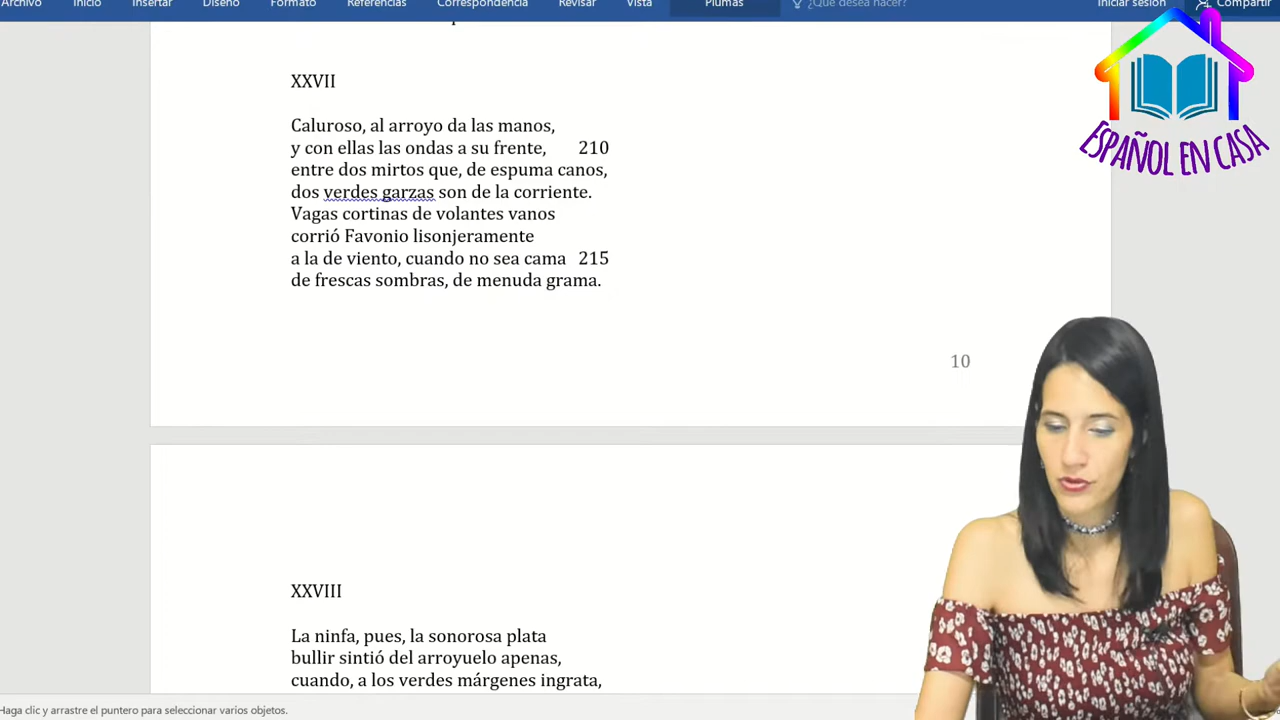 Archivo Inicio Insertar Diseño Formato Referencias Correspondencia Revisar Vista Plumas ¿Qué desea hacer? Iniciar sesión Compartir
ESPAÑOL EN CASA
XXVII
Caluroso, al arroyo da las manos,
y con ellas las ondas a su frente, 210
entre dos mirtos que, de espuma canos,
dos verdes garzas son de la corriente.
Vagas cortinas de volantes vanos
corrió Favonio lisonjeramente
a la de viento, cuando no sea cama 215
de frescas sombras, de menuda grama.
10
XXVIII
La ninfa, pues, la sonorosa plata
bullir sintió del arroyuelo apenas,
cuando, a los verdes márgenes ingrata,
Haga clic y arrastre el puntero para seleccionar varios objetos.